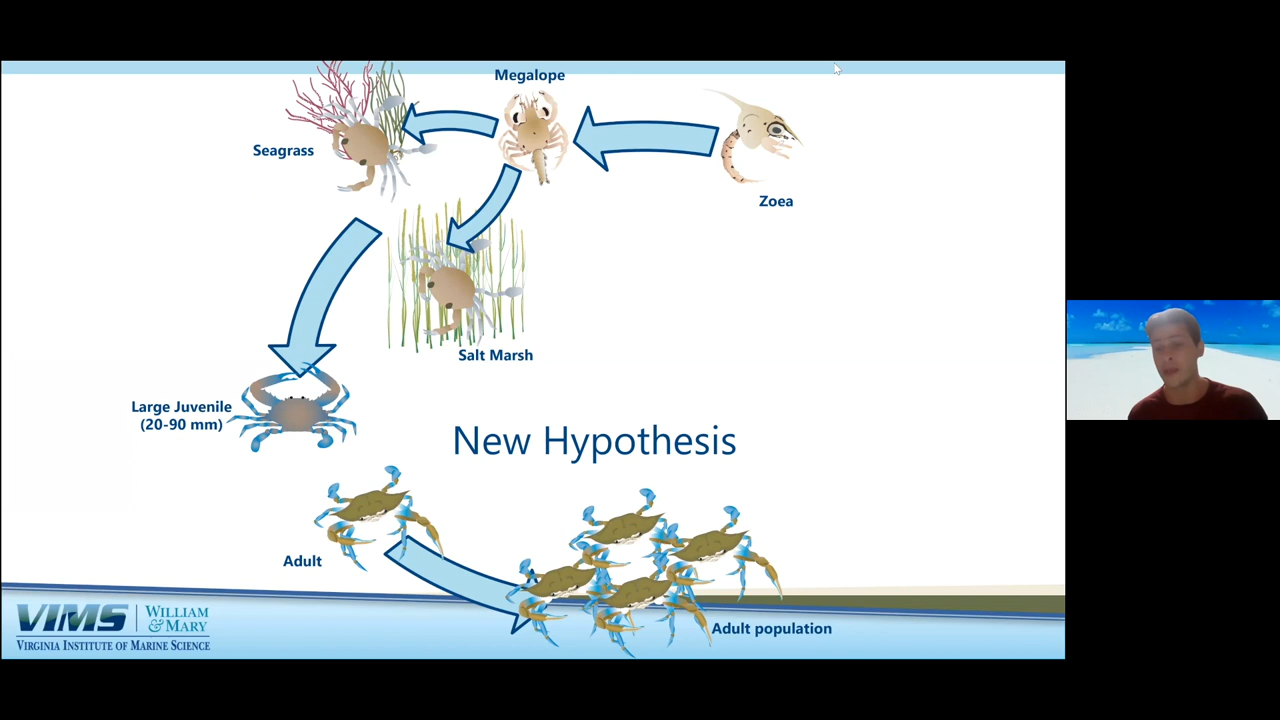 Megalope
Seagrass
Zoea
Salt Marsh
Large Juvenile
(20-90 mm)
New Hypothesis
Adult
Adult population
VIMS
WILLIAM
& MARY
VIRGINIA INSTITUTE OF MARINE SCIENCE